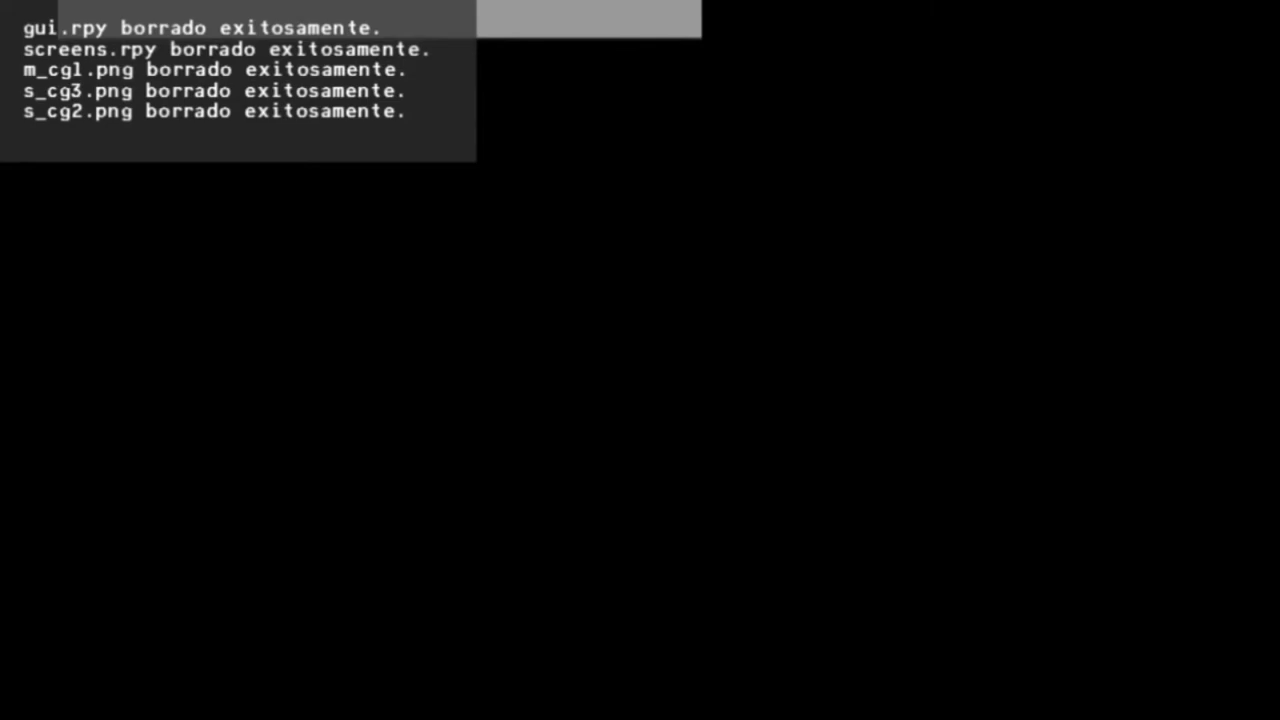 gui.rpy borrado exitosamente.
screens.rpy borrado exitosamente.
m_cg1.png borrado exitosamente.
s_cg3.png borrado exitosamente.
s_cg2.png borrado exitosamente.